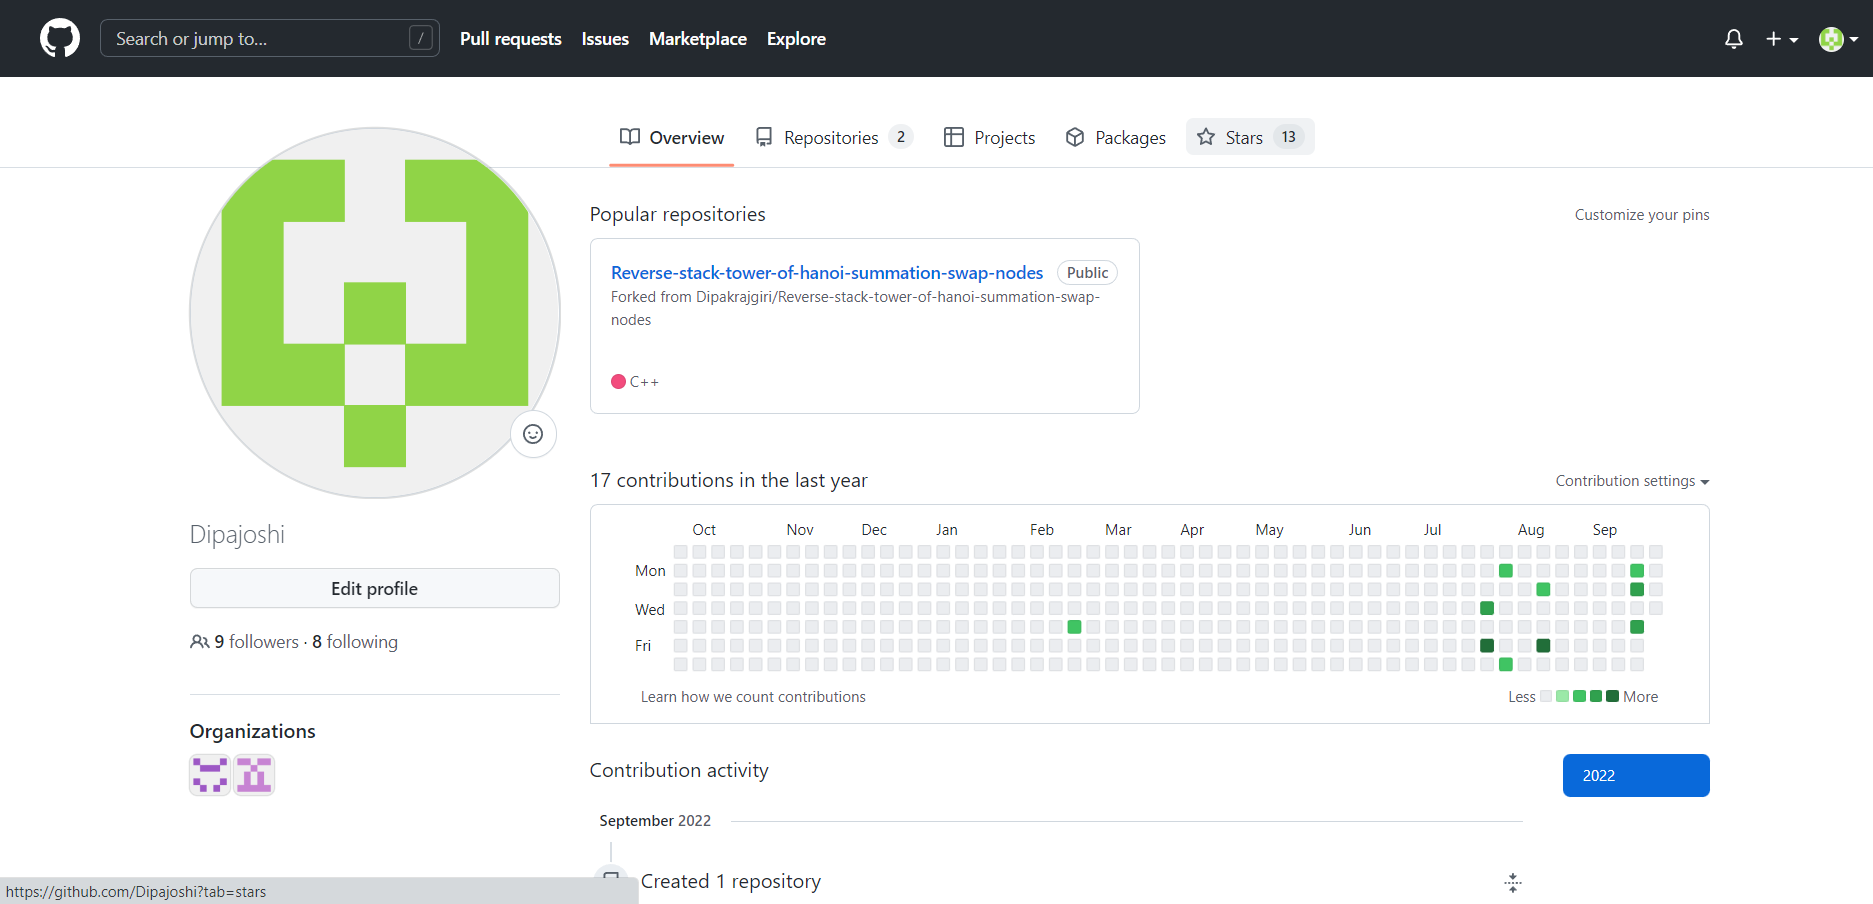 Search or jump to... / Pull requests Issues Marketplace Explore
Overview Repositories 2 Projects Packages Stars 13
Popular repositories Customize your pins
Reverse-stack-tower-of-hanoi-summation-swap-nodes Public
Forked from Dipakrajgiri/Reverse-stack-tower-of-hanoi-summation-swap-
nodes
C++
Dipajoshi
Edit profile
9 followers · 8 following
Organizations
17 contributions in the last year Contribution settings
Oct Nov Dec Jan Feb Mar Apr May Jun Jul Aug Sep
Mon
Wed
Fri
Learn how we count contributions Less More
Contribution activity 2022
September 2022
Created 1 repository
https://github.com/Dipajoshi?tab=stars